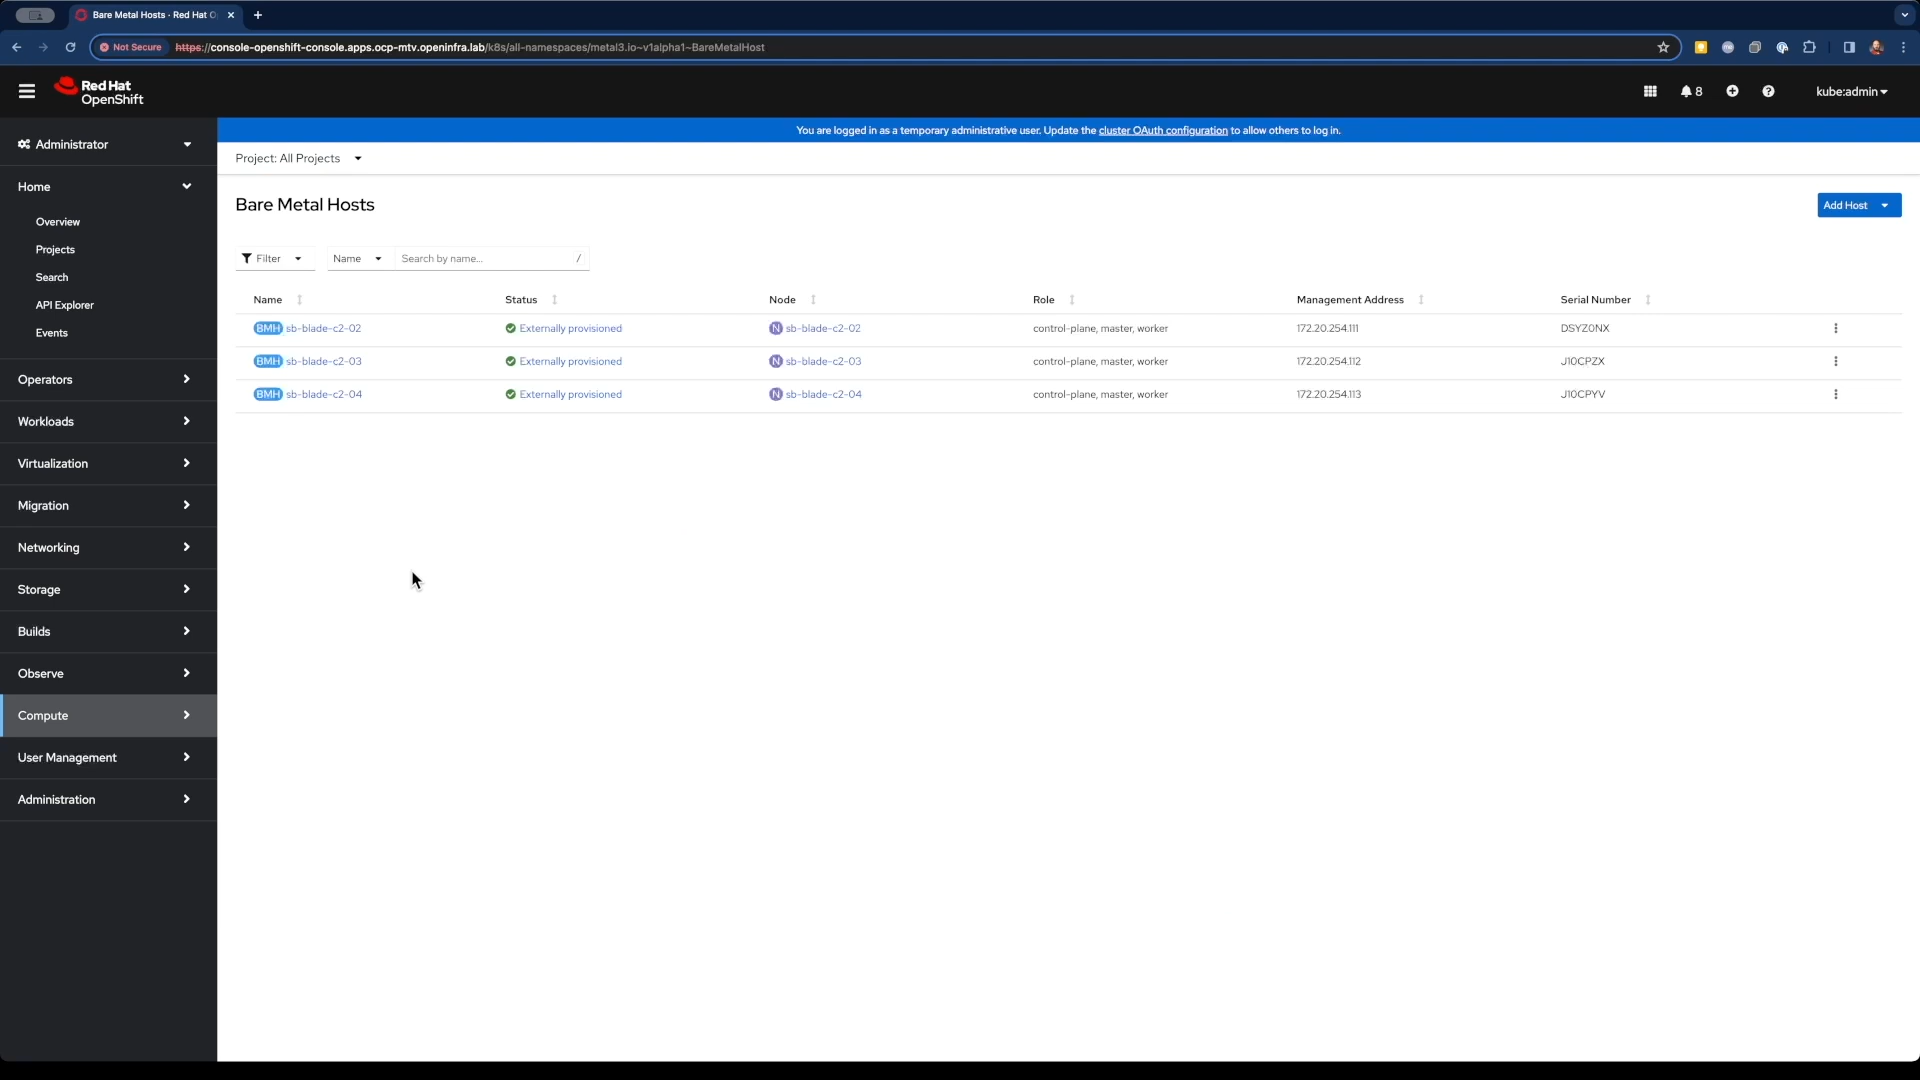 Bare Metal Hosts · Red Hat O
Not Secure https://console-openshift-console.apps.ocp-mtv.openinfra.lab/k8s/all-namespaces/metal3.io~v1alpha1~BareMetalHost
Red Hat
OpenShift
8
kube:admin
Administrator
You are logged in as a temporary administrative user. Update the cluster OAuth configuration to allow others to log in.
Project: All Projects
Home
Overview
Projects
Search
API Explorer
Events
Operators
Workloads
Virtualization
Migration
Networking
Storage
Builds
Observe
Compute
User Management
Administration
Bare Metal Hosts
Add Host
Filter Name Search by name... /
Name Status Node Role Management Address Serial Number
BMH sb-blade-c2-02 Externally provisioned N sb-blade-c2-02 control-plane, master, worker 172.20.254.111 DSYZ0NX
BMH sb-blade-c2-03 Externally provisioned N sb-blade-c2-03 control-plane, master, worker 172.20.254.112 J10CPZX
BMH sb-blade-c2-04 Externally provisioned N sb-blade-c2-04 control-plane, master, worker 172.20.254.113 J10CPYV